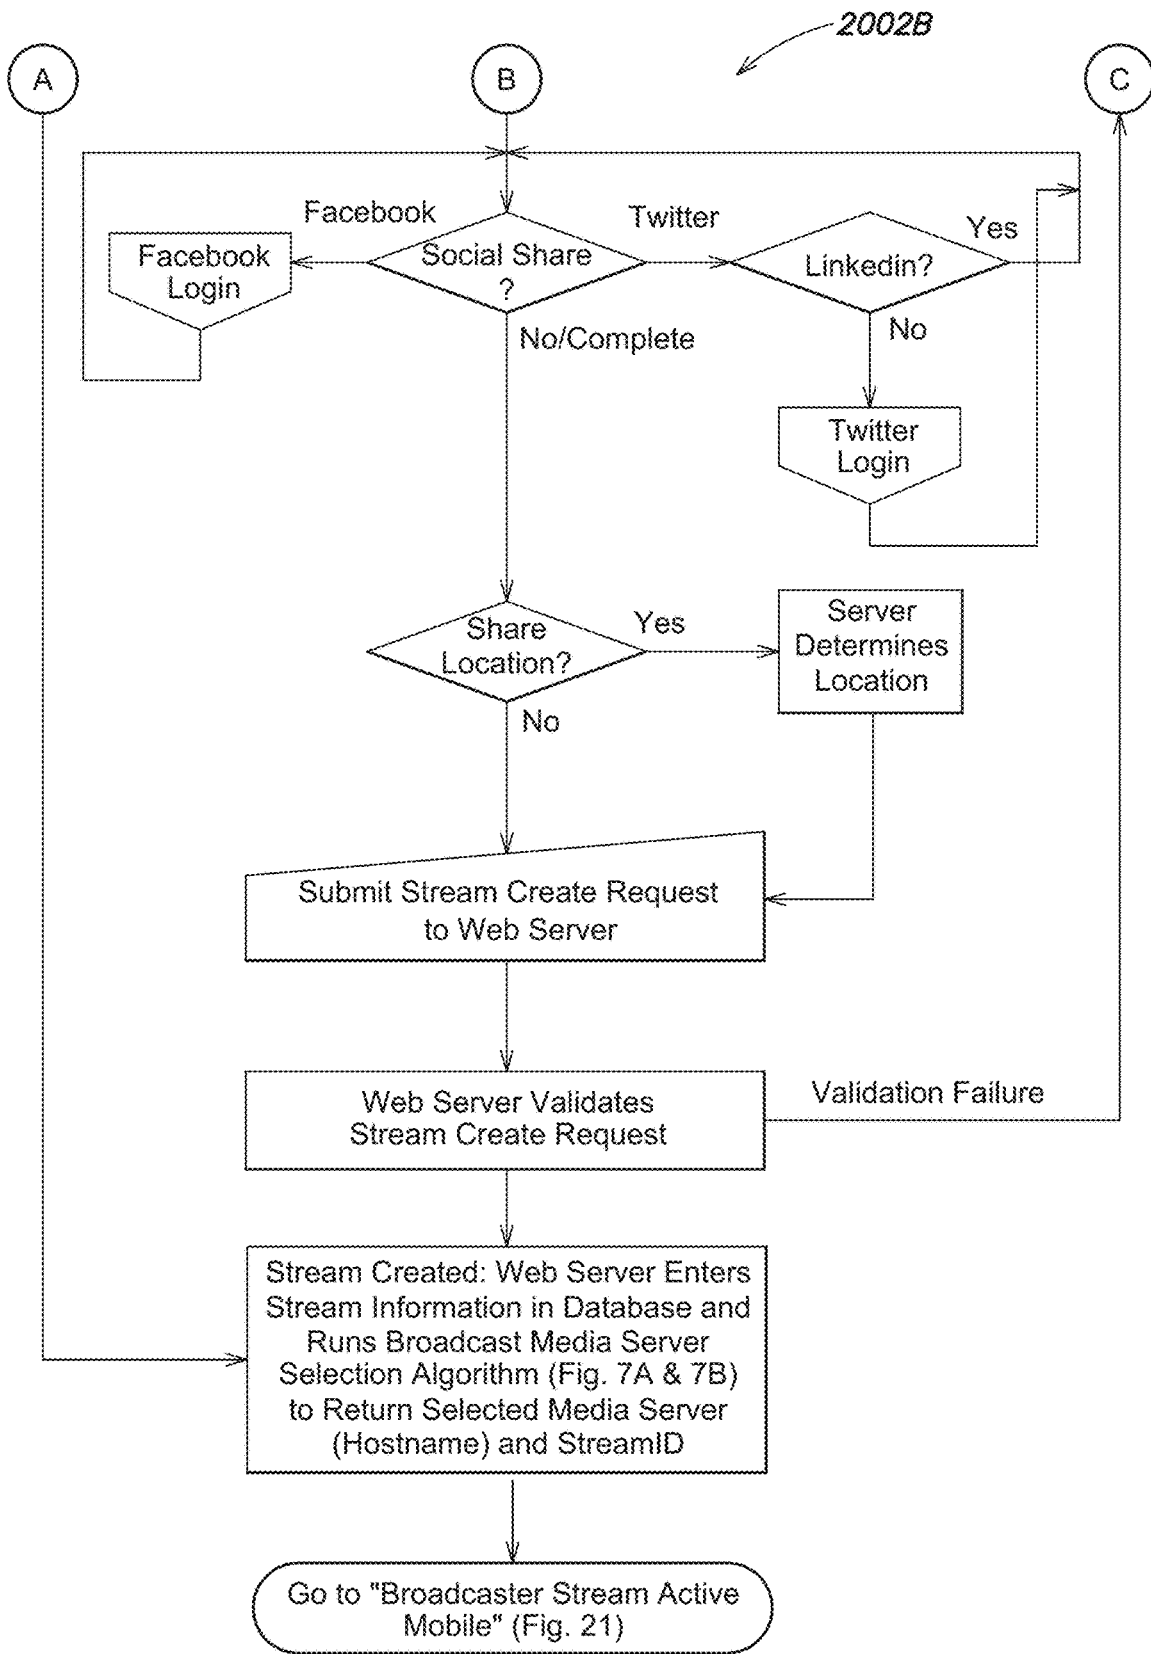 2002B
A
B
C
Facebook
Twitter
Yes
Facebook
Login
Social Share
?
Linkedin?
No/Complete
No
Twitter
Login
Share
Location?
Yes
Server
Determines
Location
No
Submit Stream Create Request
to Web Server
Web Server Validates
Stream Create Request
Validation Failure
Stream Created: Web Server Enters
Stream Information in Database and
Runs Broadcast Media Server
Selection Algorithm (Fig. 7A & 7B)
to Return Selected Media Server
(Hostname) and StreamID
Go to "Broadcaster Stream Active
Mobile" (Fig. 21)